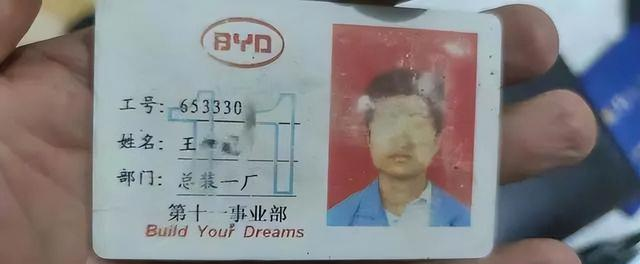 BYD
工号: 653330
姓名: 王
部门: 总装一厂
第十一事业部
Build Your Dreams